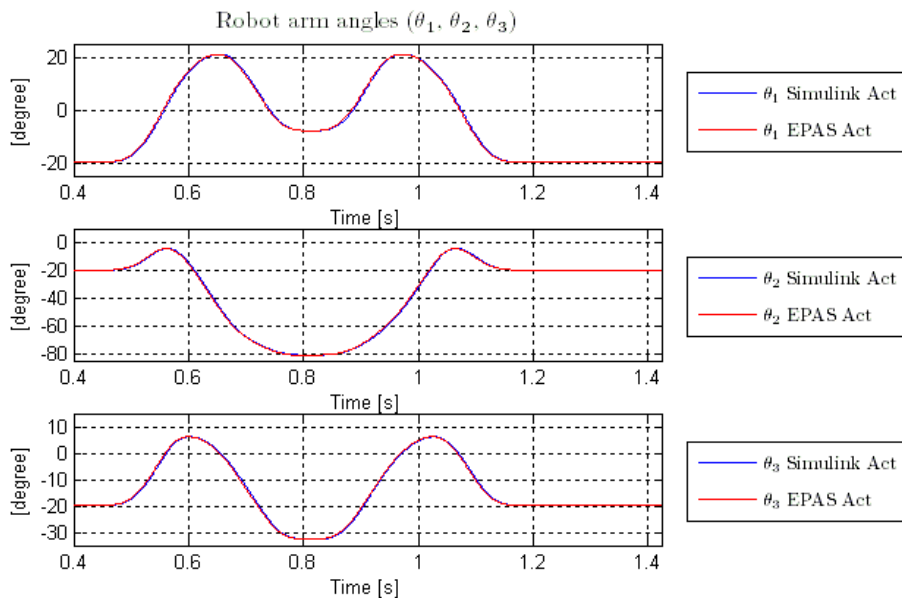 Robot arm angles (θ₁, θ₂, θ₃)
[degree]
20
0
-20
0.4 0.6 0.8 1 1.2 1.4
Time [s]
θ₁ Simulink Act
θ₁ EPAS Act
[degree]
0
-20
-40
-60
-80
0.4 0.6 0.8 1 1.2 1.4
Time [s]
θ₂ Simulink Act
θ₂ EPAS Act
[degree]
10
0
-10
-20
-30
0.4 0.6 0.8 1 1.2 1.4
Time [s]
θ₃ Simulink Act
θ₃ EPAS Act